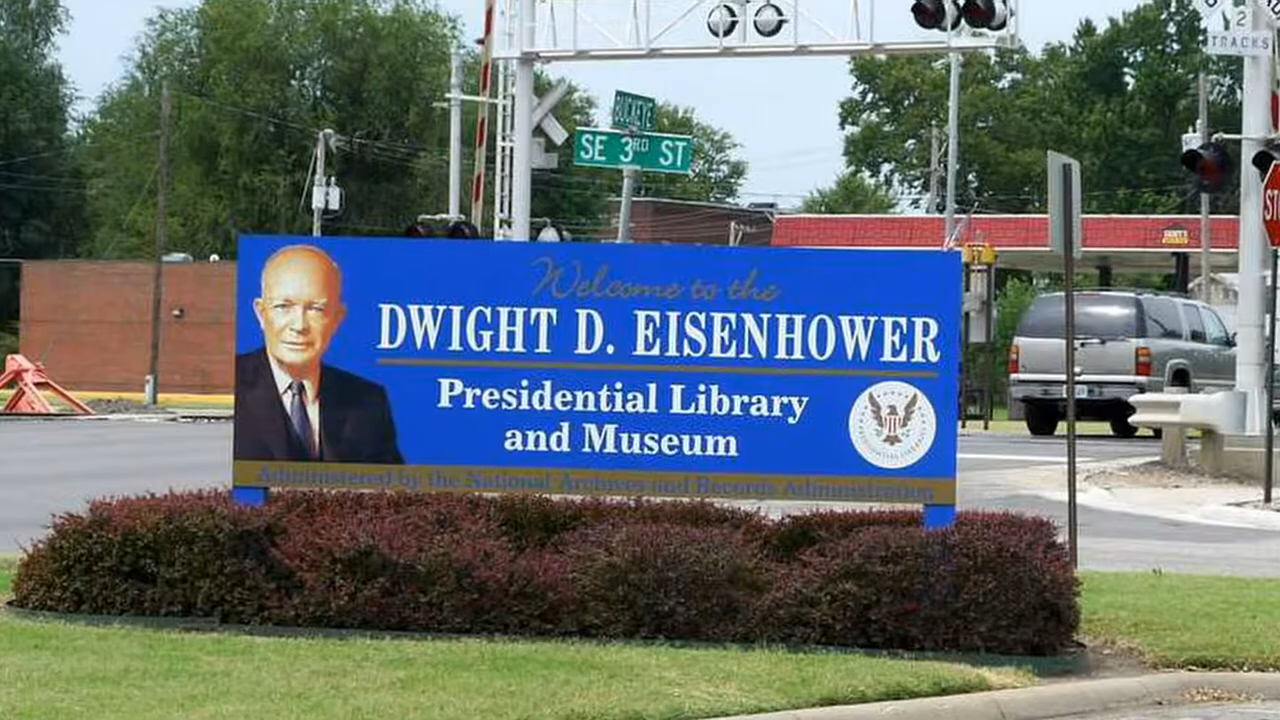 BUCKEYE
SE 3RD ST
2
TRACKS
ST
Welcome to the
DWIGHT D. EISENHOWER
Presidential Library
and Museum
Administered by the National Archives and Records Administration